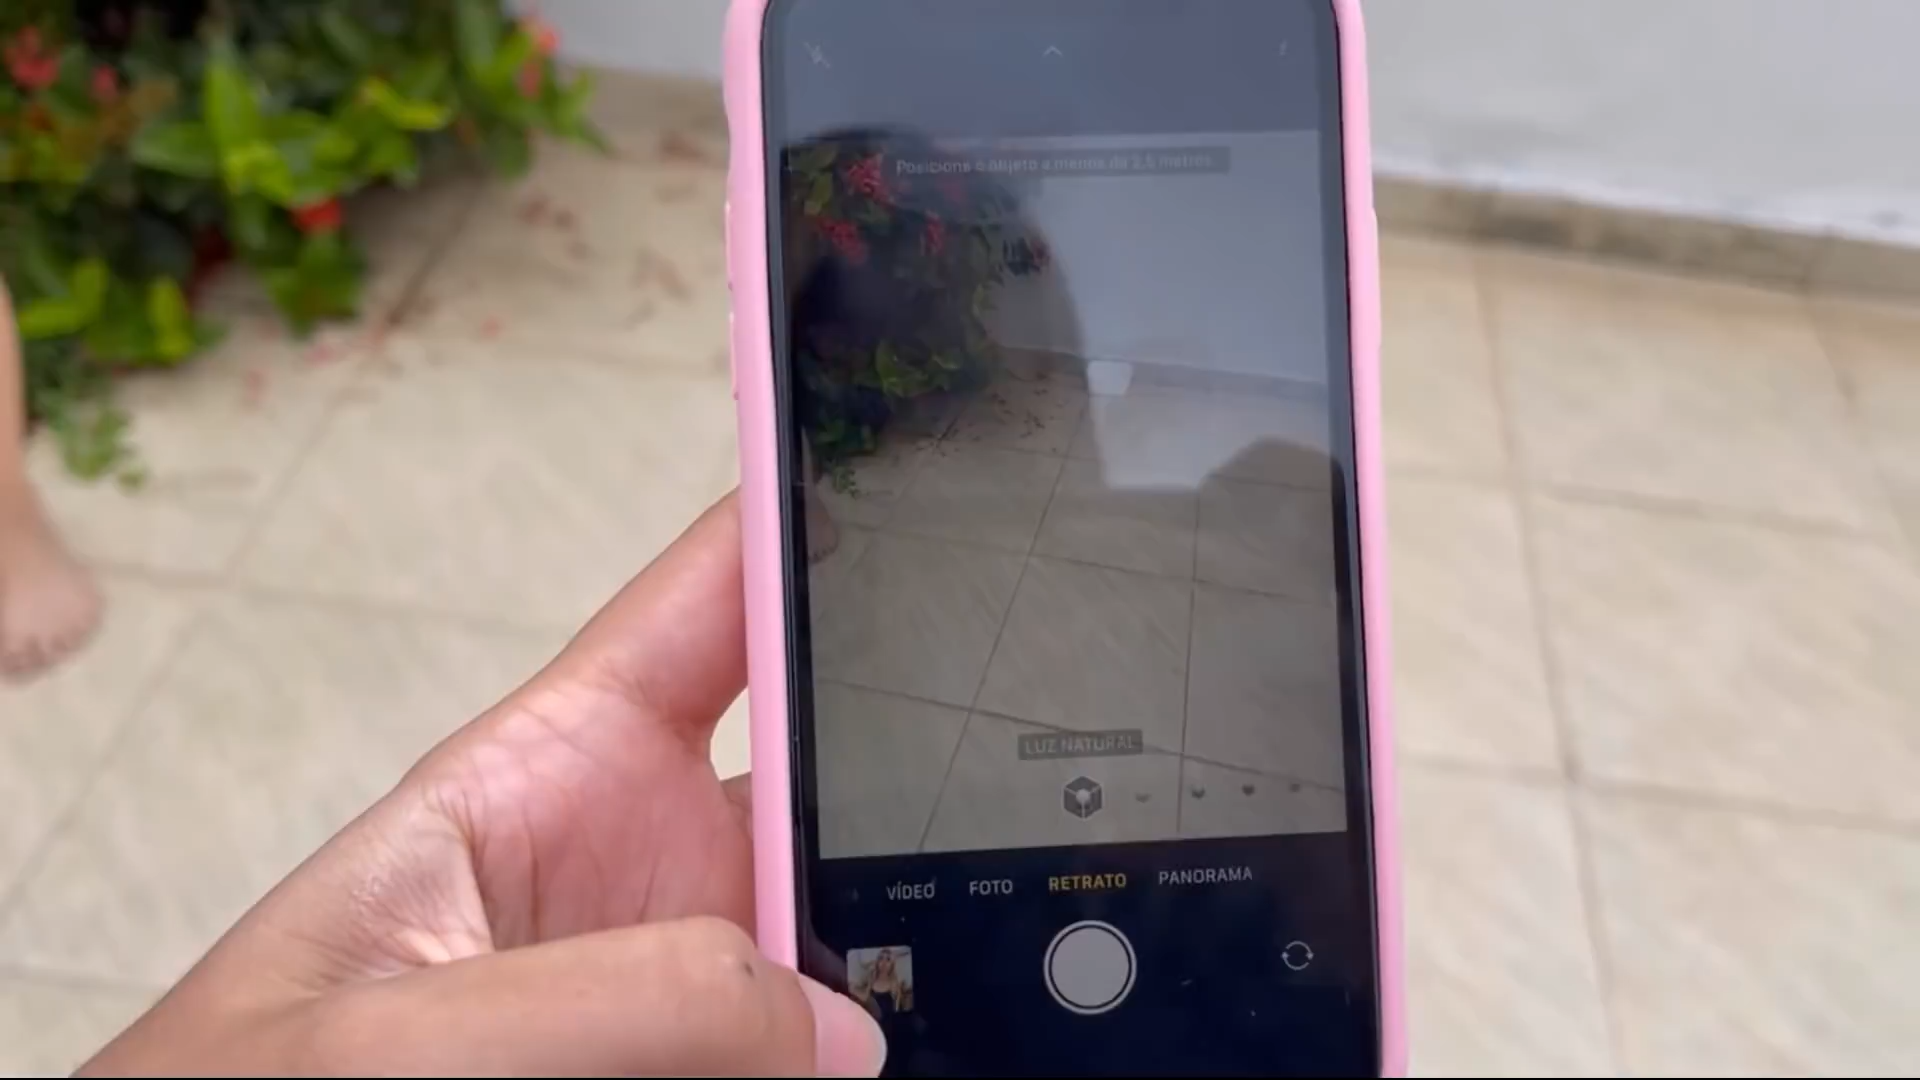 Posicione o objeto a menos de 2,5 metros.
LUZ NATURAL
VÍDEO FOTO RETRATO PANORAMA